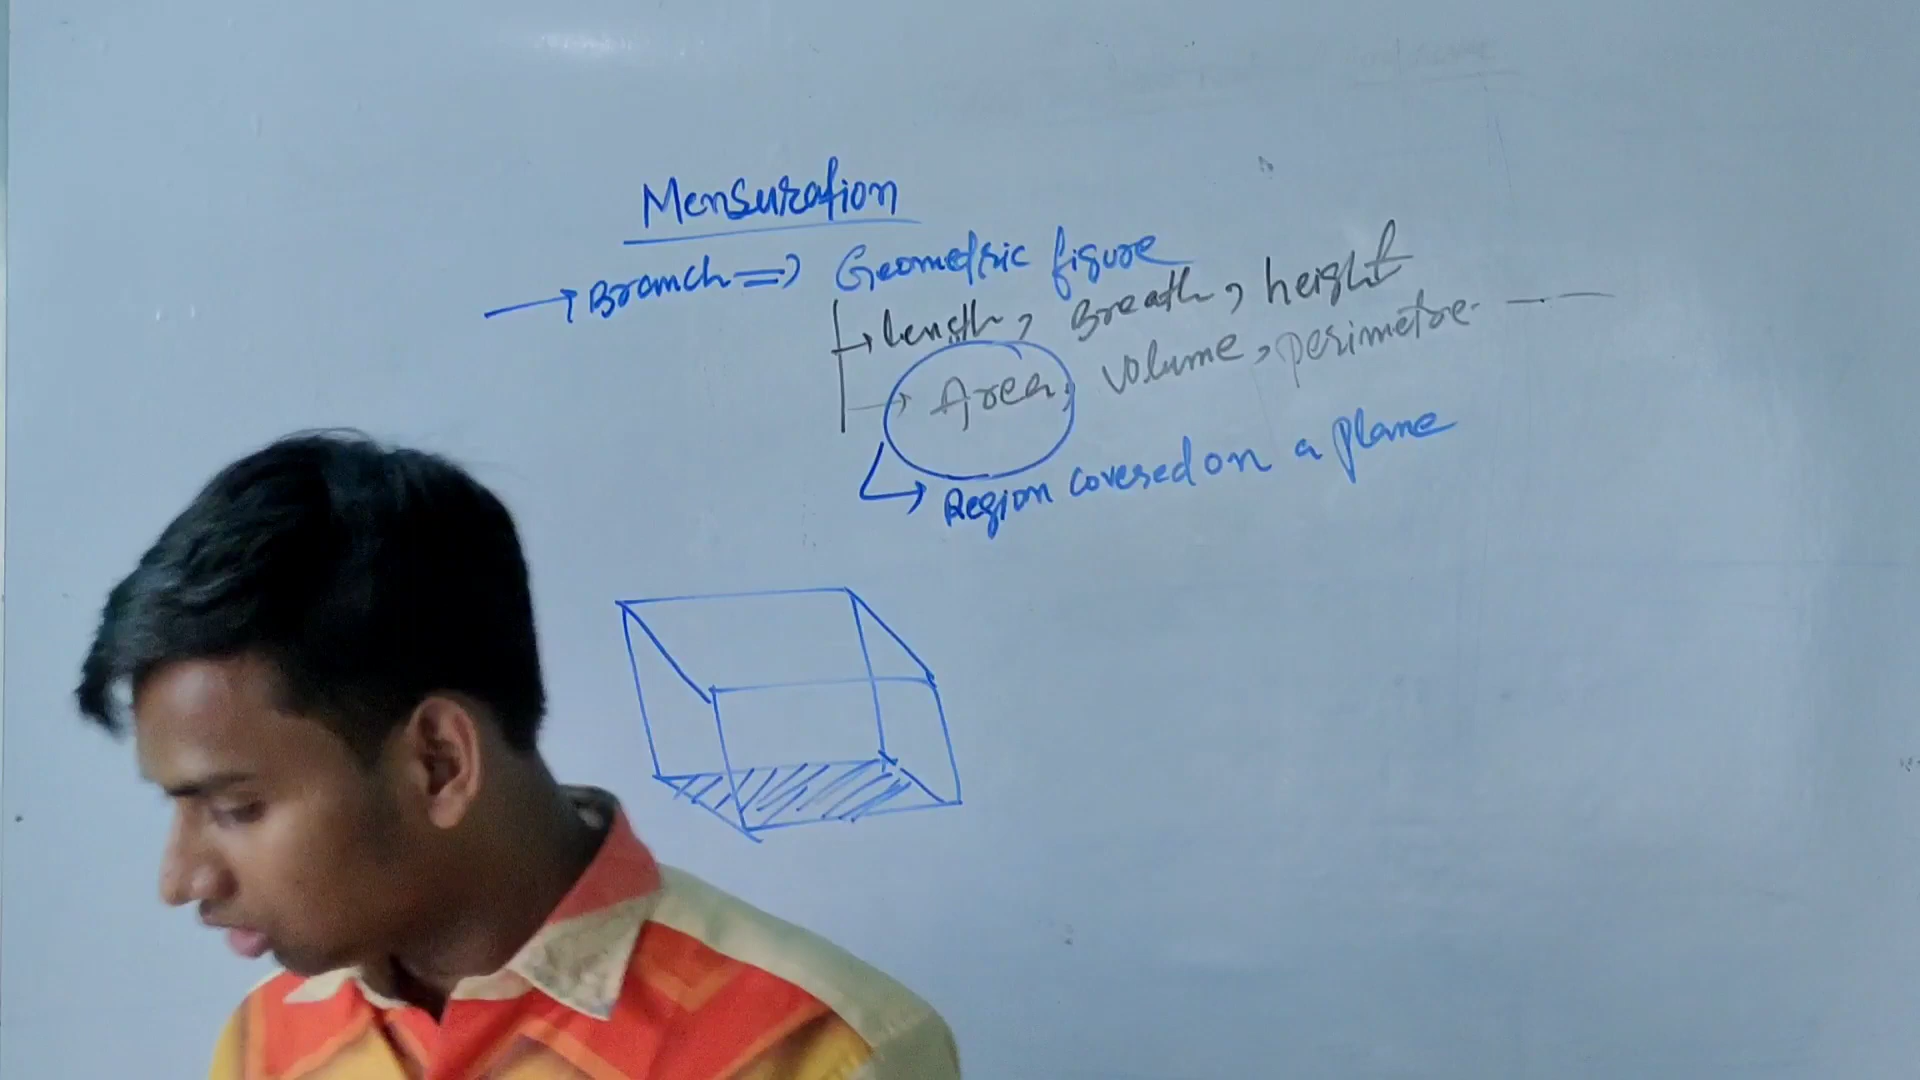 Mensuration
→ Branch => Geometric figure
→ length, Breath, height
→ Area, volume, perimetre. — —
→ Region covered on a plane